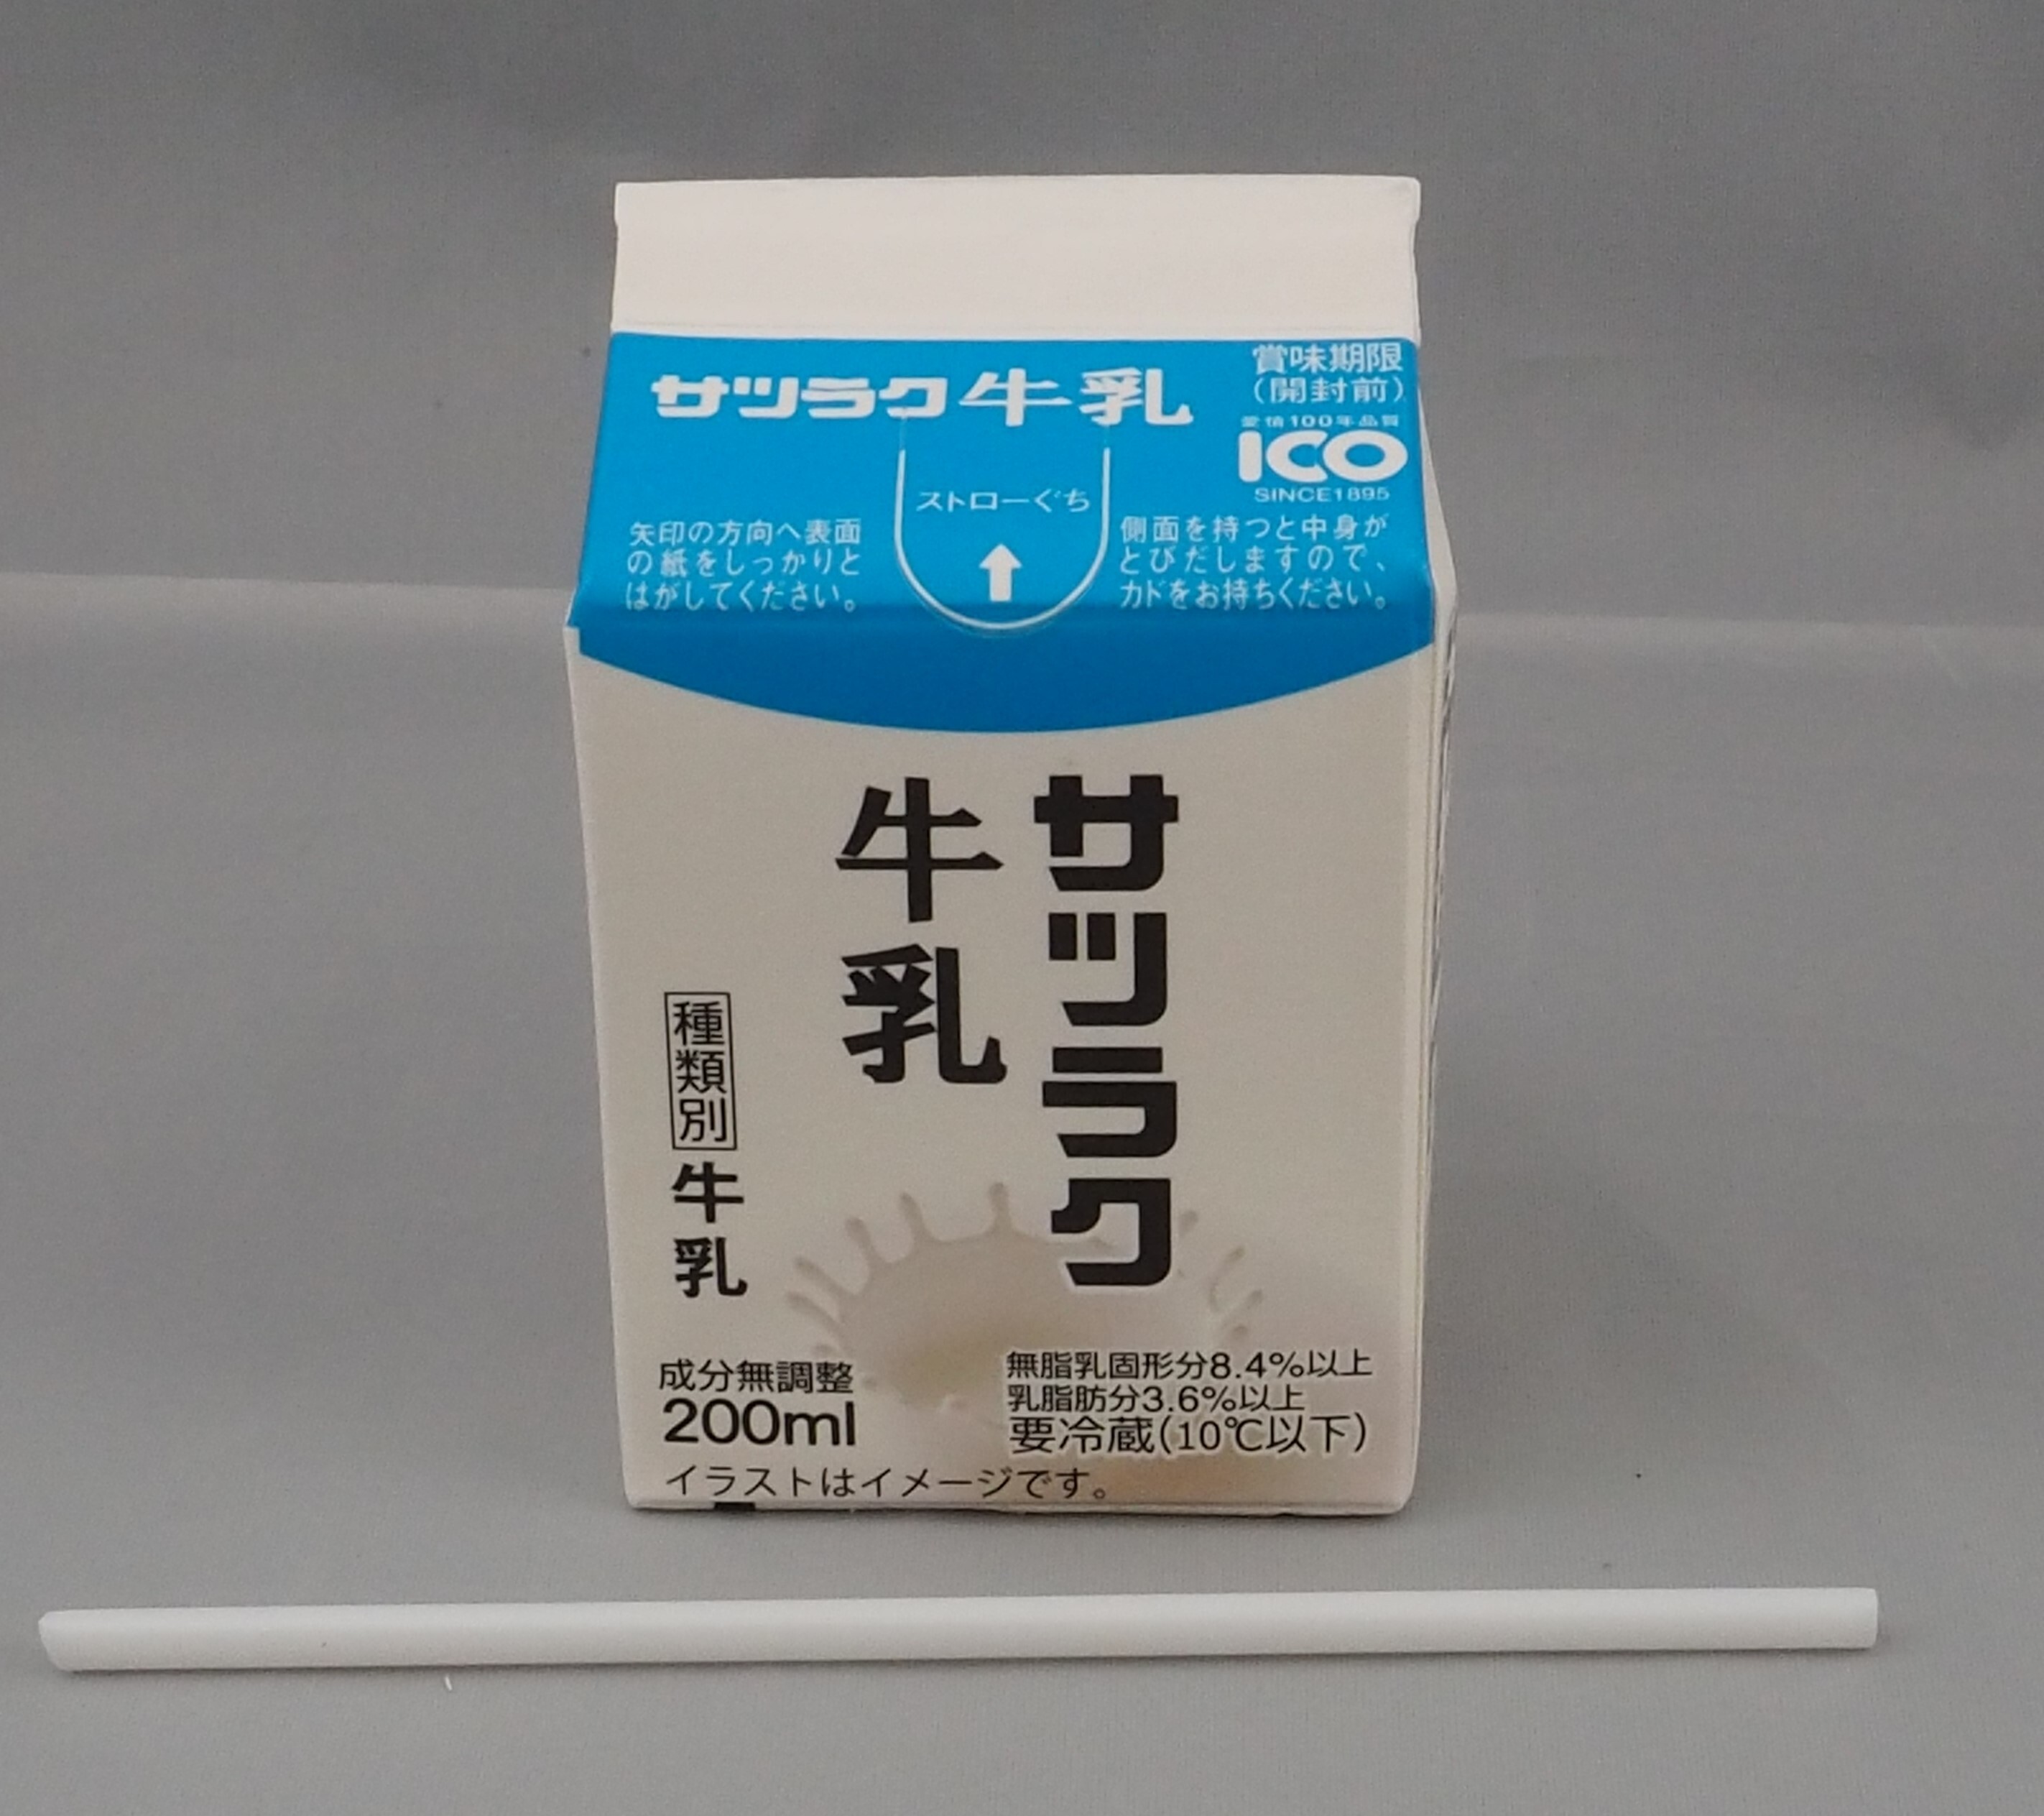 サツラク牛乳
賞味期限
(開封前)
愛情100年品質
ICO
SINCE1895
ストローぐち
矢印の方向へ表面
の紙をしっかりと
はがしてください。
側面を持つと中身が
とびだしますので、
カドをお持ちください。
サツラク
牛乳
種類別
牛乳
成分無調整
200ml
無脂乳固形分8.4%以上
乳脂肪分3.6%以上
要冷蔵(10℃以下)
イラストはイメージです。